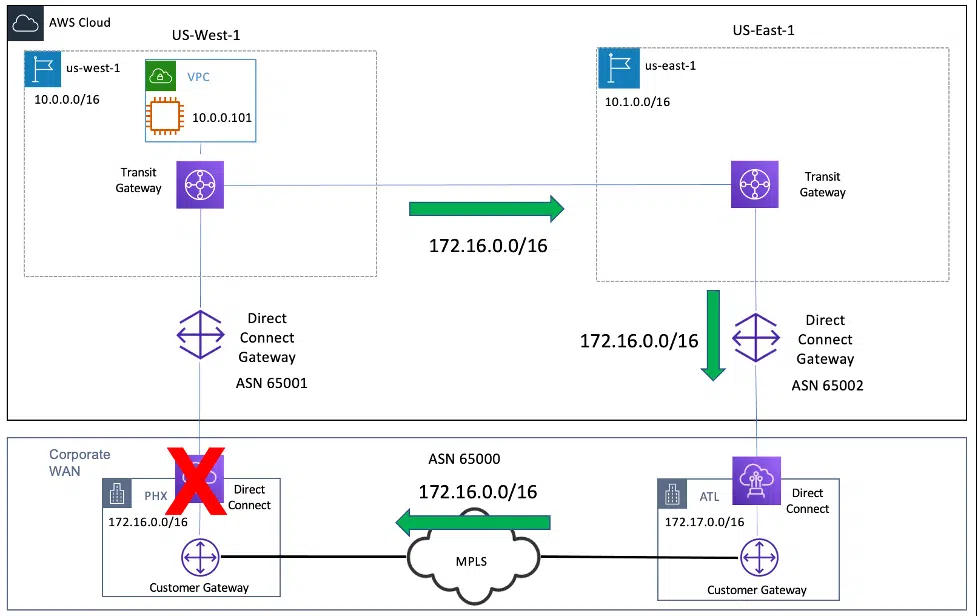 AWS Cloud
US-West-1
US-East-1
us-west-1
10.0.0.0/16
VPC
10.0.0.101
us-east-1
10.1.0.0/16
Transit
Gateway
Transit
Gateway
172.16.0.0/16
172.16.0.0/16
Direct
Connect
Gateway
ASN 65001
Direct
Connect
Gateway
ASN 65002
Corporate
WAN
ASN 65000
172.16.0.0/16
PHX
172.16.0.0/16
X
Direct
Connect
Customer Gateway
MPLS
ATL
172.17.0.0/16
Direct
Connect
Customer Gateway